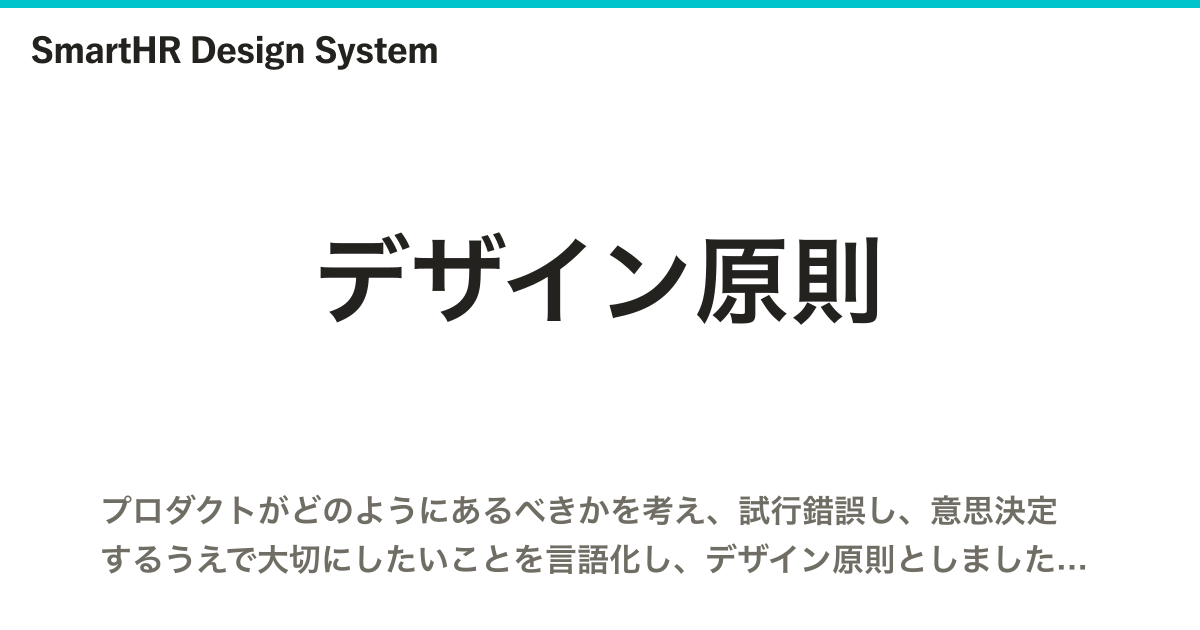 SmartHR Design System
デザイン原則
プロダクトがどのようにあるべきかを考え、試行錯誤し、意思決定
するうえで大切にしたいことを言語化し、デザイン原則としました…